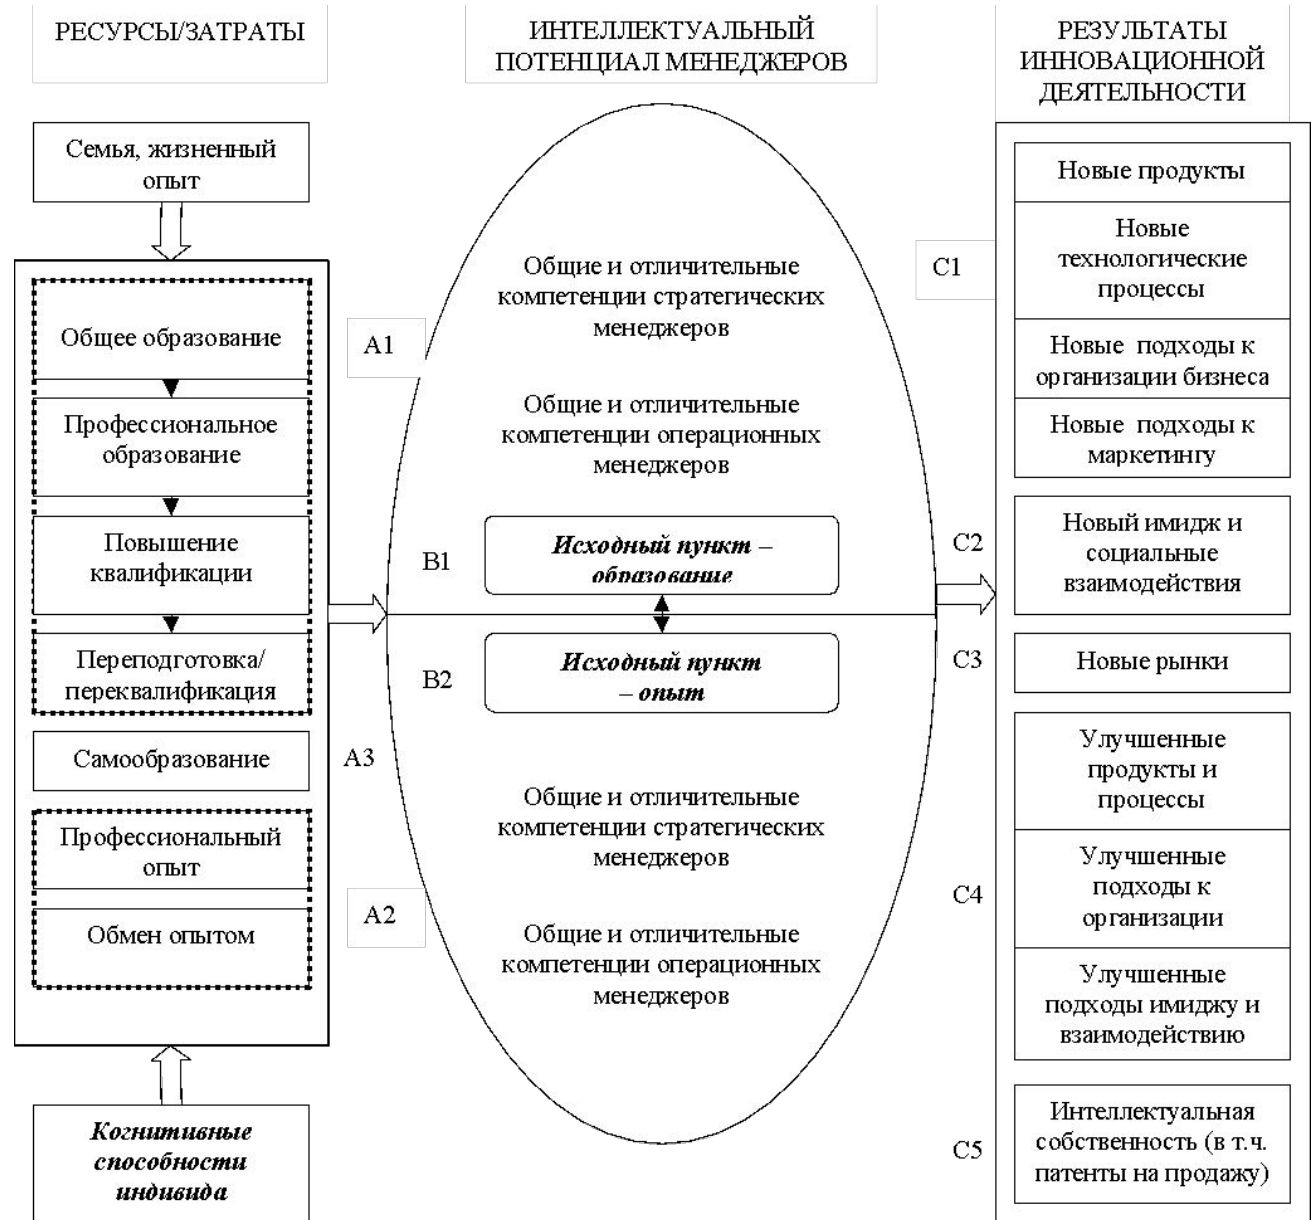 РЕСУРСЫ/ЗАТРАТЫ
Семья, жизненный
опыт
Общее образование
Профессиональное
образование
Повышение
квалификации
Переподготовка/
переквалификация
Самообразование
Профессиональный
опыт
Обмен опытом
Когнитивные
способности
индивида
A1
A3
A2
ИНТЕЛЛЕКТУАЛЬНЫЙ
ПОТЕНЦИАЛ МЕНЕДЖЕРОВ
Общие и отличительные
компетенции стратегических
менеджеров
Общие и отличительные
компетенции операционных
менеджеров
B1
Исходный пункт –
образование
B2
Исходный пункт
– опыт
Общие и отличительные
компетенции стратегических
менеджеров
Общие и отличительные
компетенции операционных
менеджеров
РЕЗУЛЬТАТЫ
ИННОВАЦИОННОЙ
ДЕЯТЕЛЬНОСТИ
C1
Новые продукты
Новые
технологические
процессы
Новые подходы к
организации бизнеса
Новые подходы к
маркетингу
C2
Новый имидж и
социальные
взаимодействия
C3
Новые рынки
C4
Улучшенные
продукты и
процессы
Улучшенные
подходы к
организации
Улучшенные
подходы имиджу и
взаимодействию
C5
Интеллектуальная
собственность (в т.ч.
патенты на продажу)